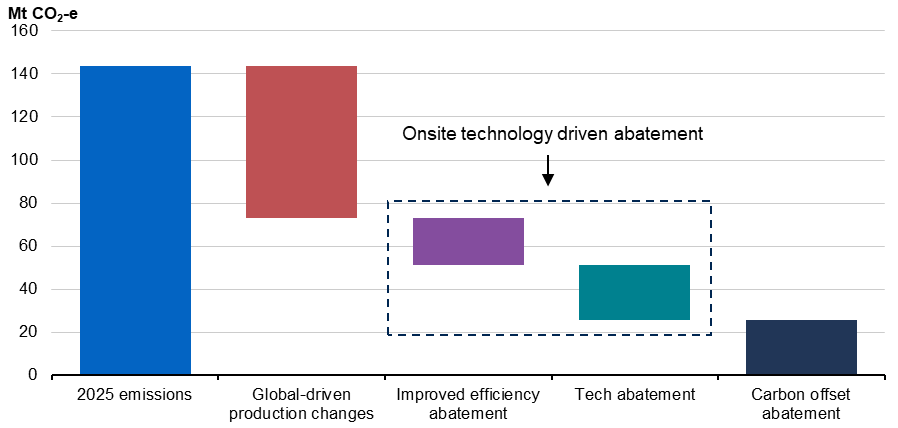 Mt CO₂-e
160
140
120
100
80
60
40
20
0
Onsite technology driven abatement
2025 emissions
Global-driven
production changes
Improved efficiency
abatement
Tech abatement
Carbon offset
abatement